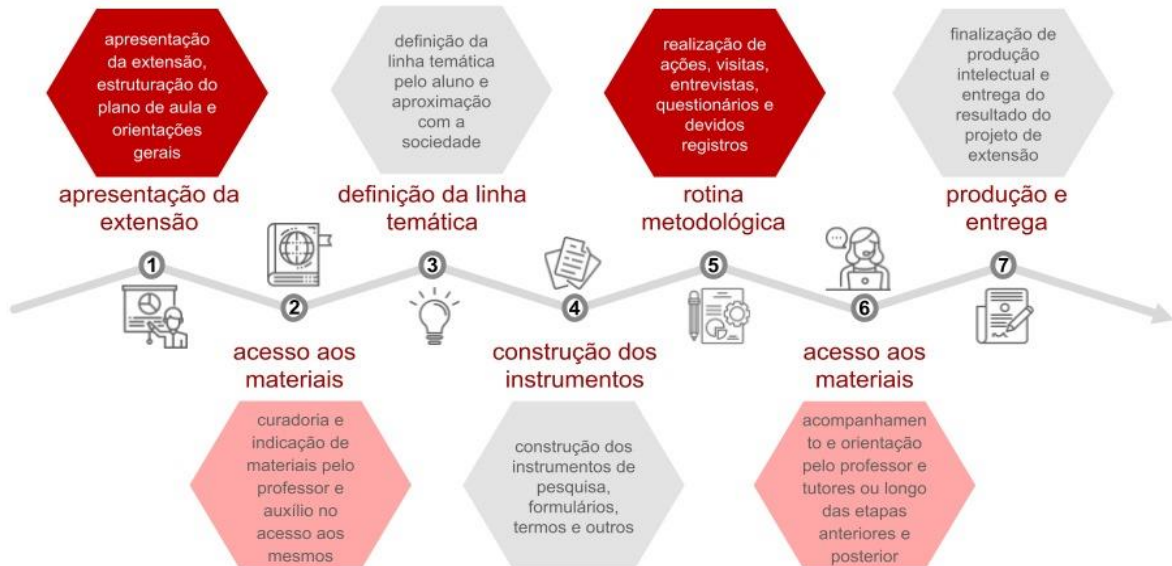 apresentação
da extensão,
estruturação do
plano de aula e
orientações
gerais
apresentação da
extensão
1
2
acesso aos
materiais
curadoria e
indicação de
materiais pelo
professor e
auxílio no
acesso aos
mesmos
definição da
linha temática
pelo aluno e
aproximação
com a
sociedade
definição da linha
temática
3
4
construção dos
instrumentos
construção dos
instrumentos de
pesquisa,
formulários,
termos e outros
realização de
ações, visitas,
entrevistas,
questionários e
devidos
registros
rotina
metodológica
5
6
acesso aos
materiais
acompanhamen
to e orientação
pelo professor e
tutores ou longo
das etapas
anteriores e
posterior
finalização de
produção
intelectual e
entrega do
resultado do
projeto de
extensão
produção e
entrega
7